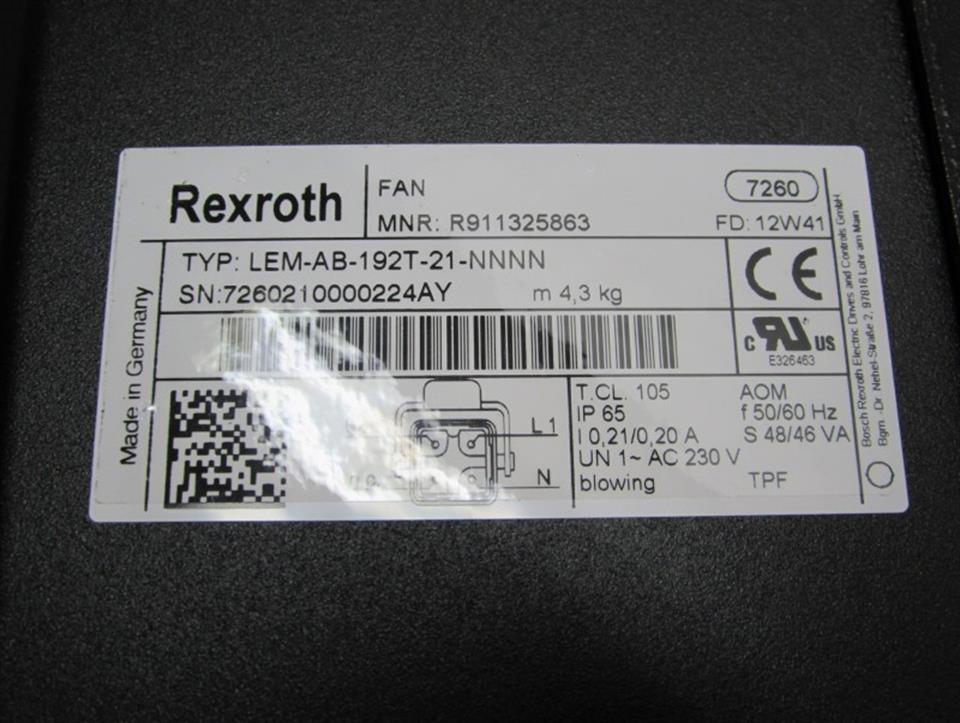 Rexroth
FAN
7260
MNR: R911325863
FD: 12W41
TYP: LEM-AB-192T-21-NNNN
SN:7260210000224AY
m 4,3 kg
CE
c RU US
E326463
Made in Germany
L1
N
T.CL. 105
AOM
IP 65
f 50/60 Hz
I 0,21/0,20 A
S 48/46 VA
UN 1~ AC 230 V
blowing
TPF
Bosch Rexroth Electric Drives and Controls GmbH
Bgm.-Dr.-Nebel-Straße 2, 97816 Lohr am Main